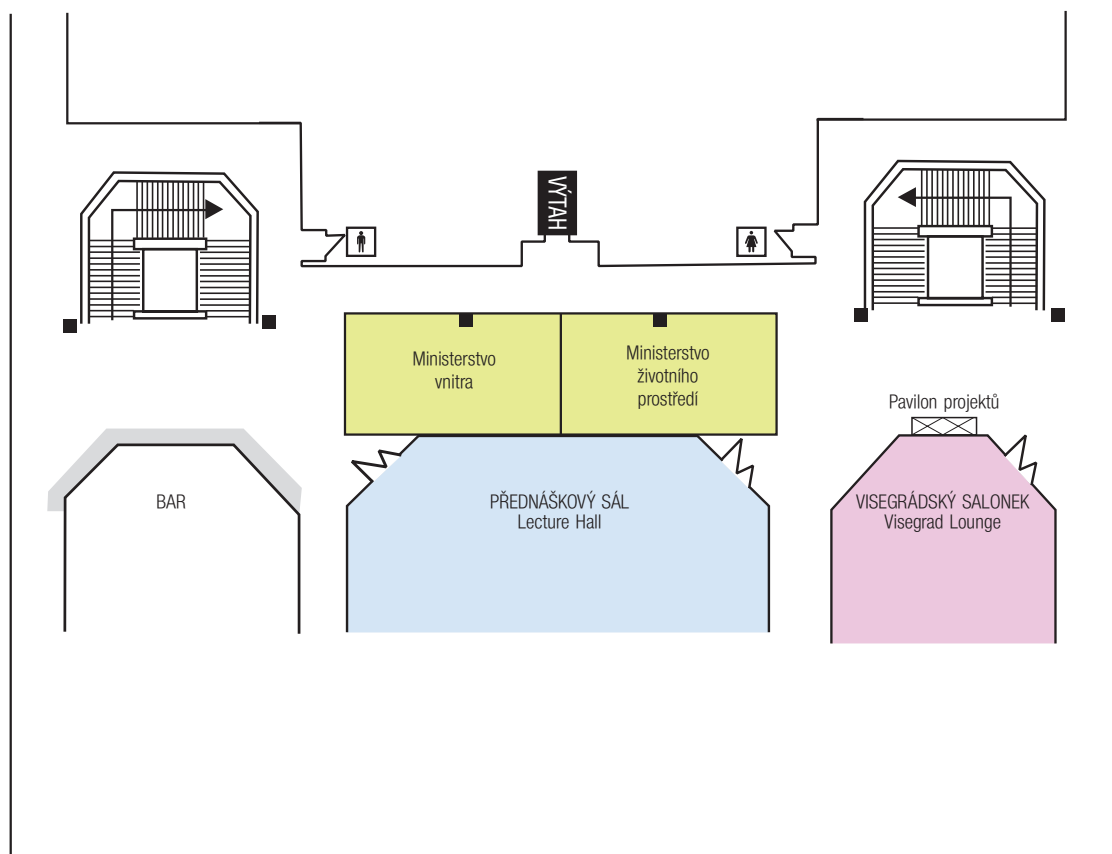 VÝTAH
Ministerstvo
vnitra
Ministerstvo
životního
prostředí
Pavilon projektů
BAR
PŘEDNÁŠKOVÝ SÁL
Lecture Hall
VISEGRÁDSKÝ SALONEK
Visegrad Lounge